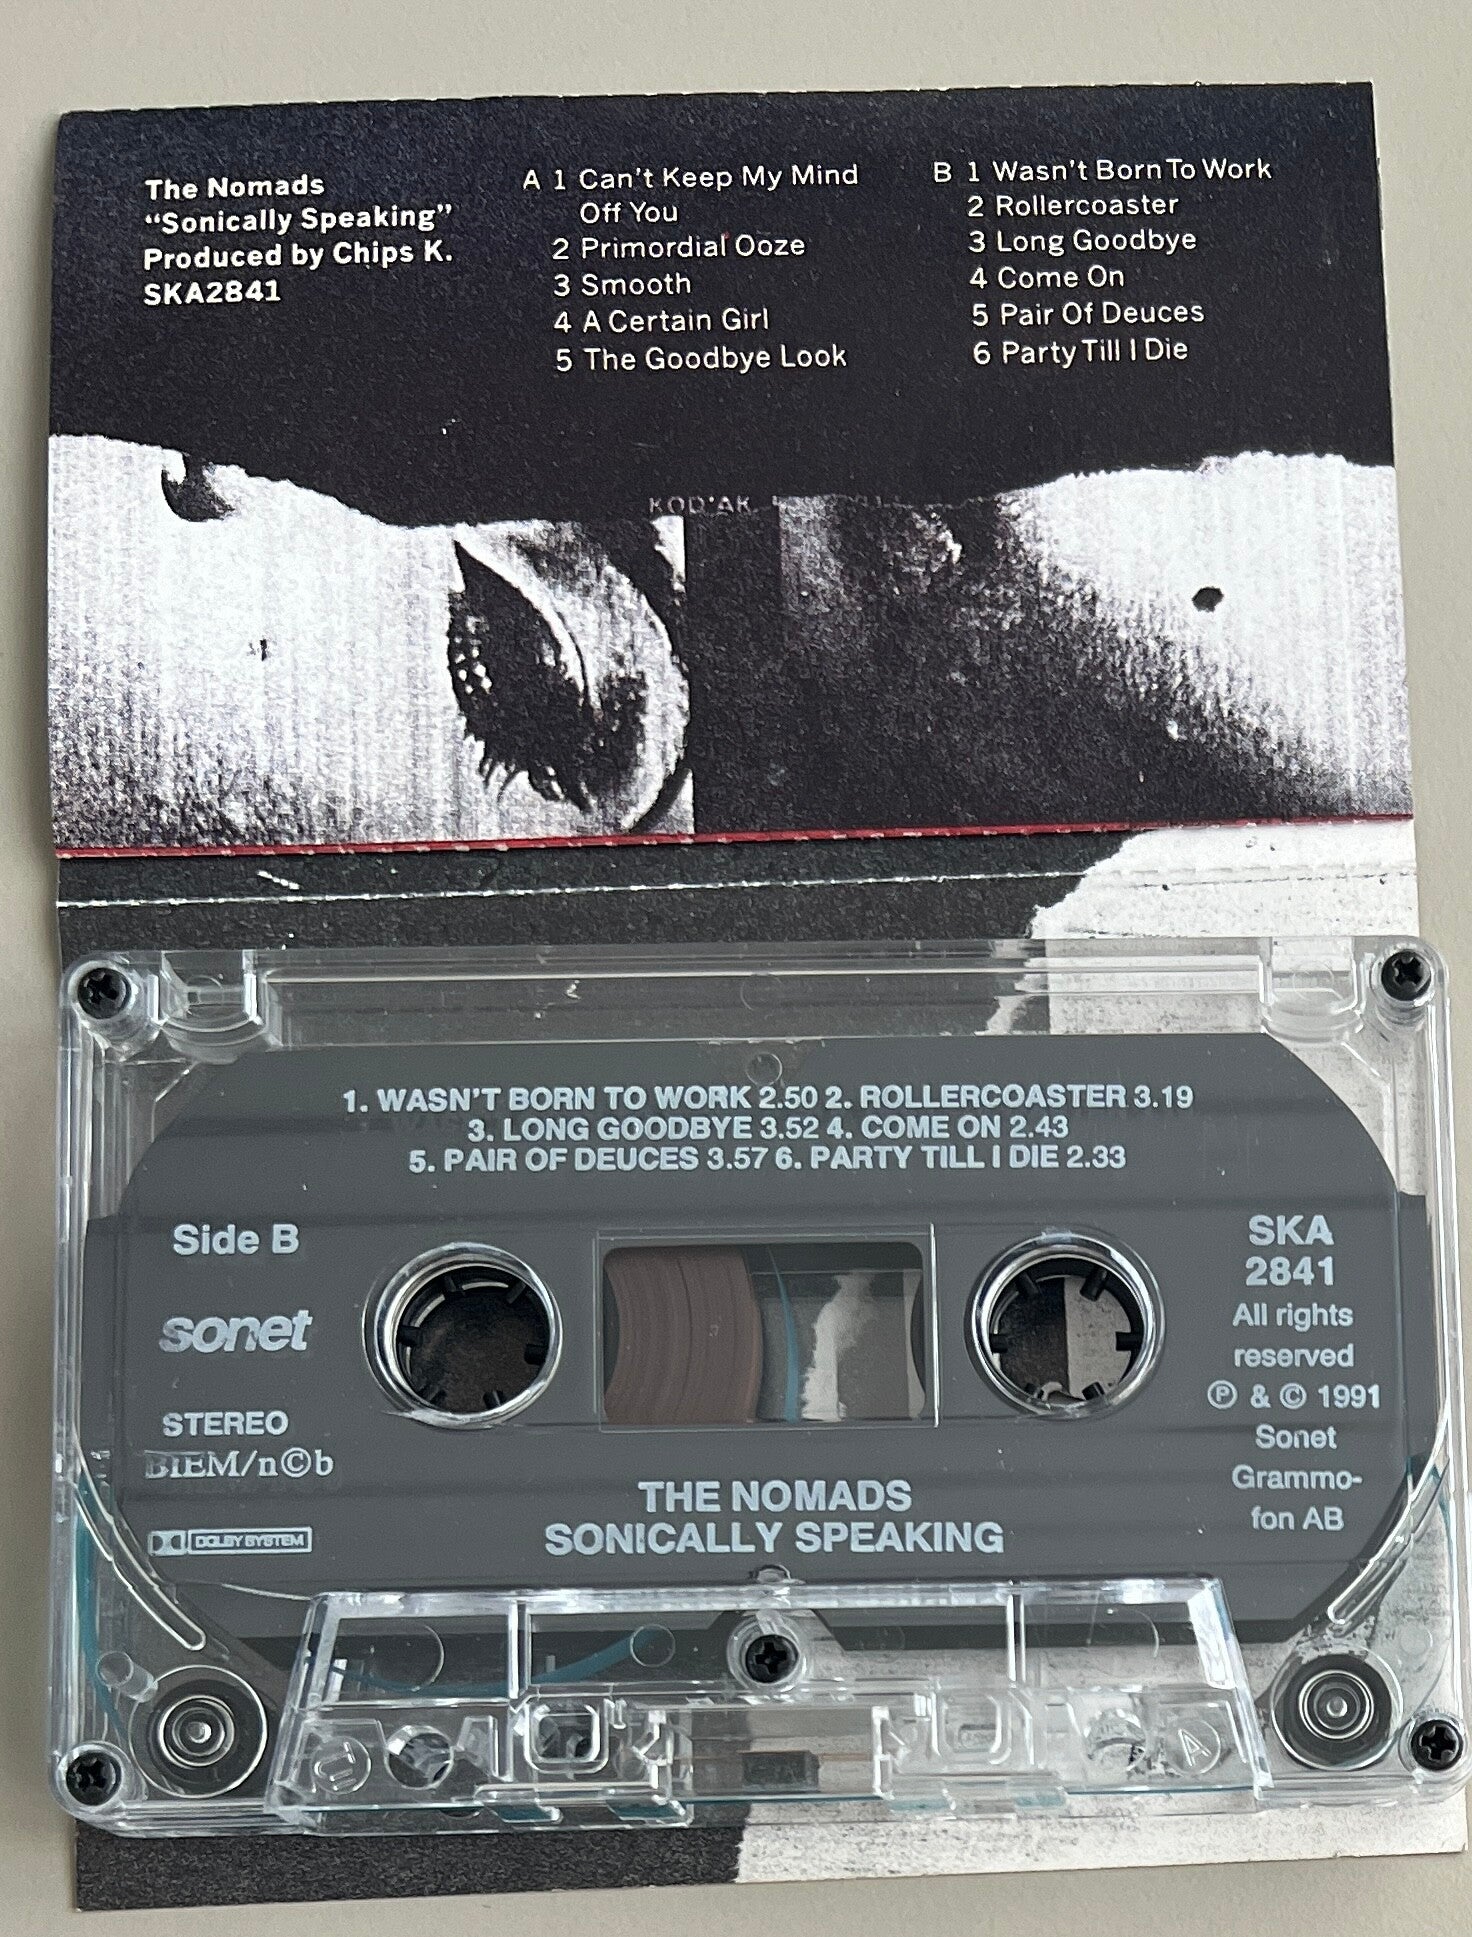 The Nomads
“Sonically Speaking”
Produced by Chips K.
SKA2841
A 1 Can't Keep My Mind
Off You
2 Primordial Ooze
3 Smooth
4 A Certain Girl
5 The Goodbye Look
B 1 Wasn't Born To Work
2 Rollercoaster
3 Long Goodbye
4 Come On
5 Pair Of Deuces
6 Party Till I Die
KODAK
1. WASN'T BORN TO WORK 2.50 2. ROLLERCOASTER 3.19
3. LONG GOODBYE 3.52 4. COME ON 2.43
5. PAIR OF DEUCES 3.57 6. PARTY TILL I DIE 2.33
Side B
sonet
STEREO
BIEM/n©b
DOLBY SYSTEM
SKA
2841
All rights
reserved
℗ & © 1991
Sonet
Grammo-
fon AB
THE NOMADS
SONICALLY SPEAKING
A